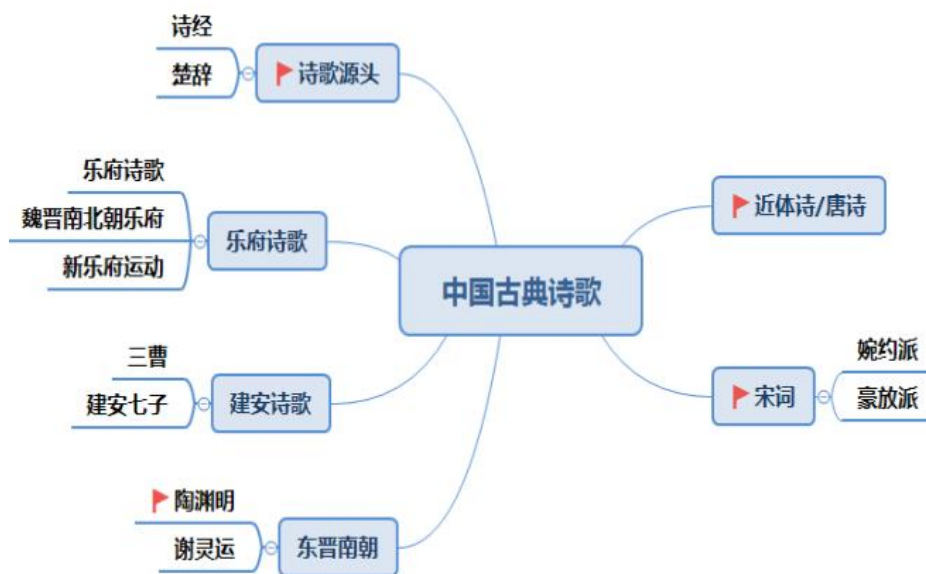 诗经
楚辞
诗歌源头
乐府诗歌
魏晋南北朝乐府
新乐府运动
乐府诗歌
三曹
建安七子
建安诗歌
陶渊明
谢灵运
东晋南朝
中国古典诗歌
近体诗/唐诗
宋词
婉约派
豪放派